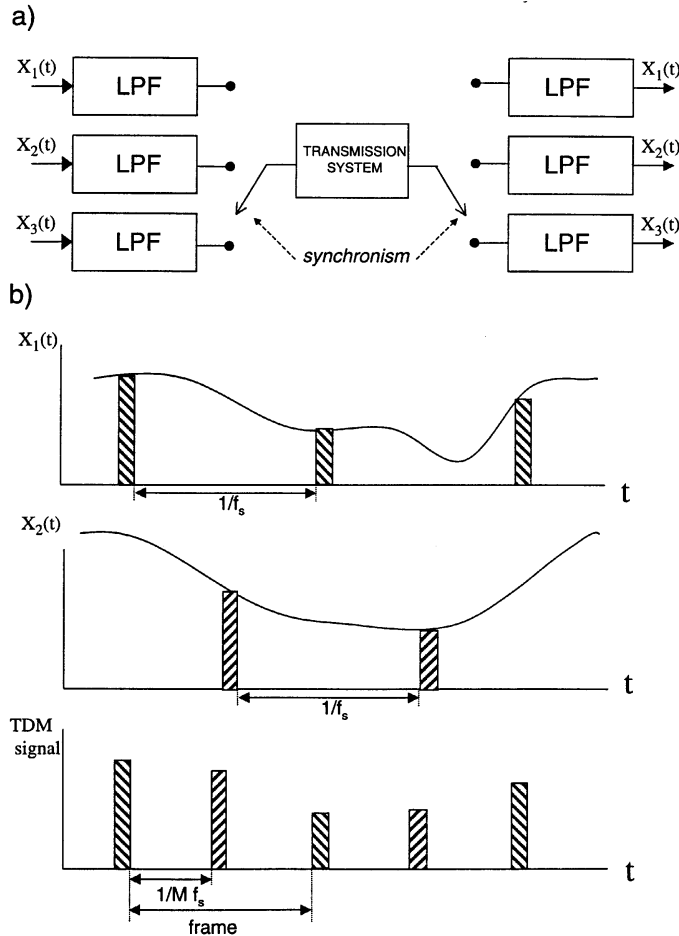 a)
X₁(t) LPF LPF X₁(t)
X₂(t) LPF TRANSMISSION SYSTEM LPF X₂(t)
X₃(t) LPF LPF X₃(t)
synchronism
b)
X₁(t)
t
1/fₛ
X₂(t)
t
1/fₛ
TDM
signal
t
1/M fₛ
frame